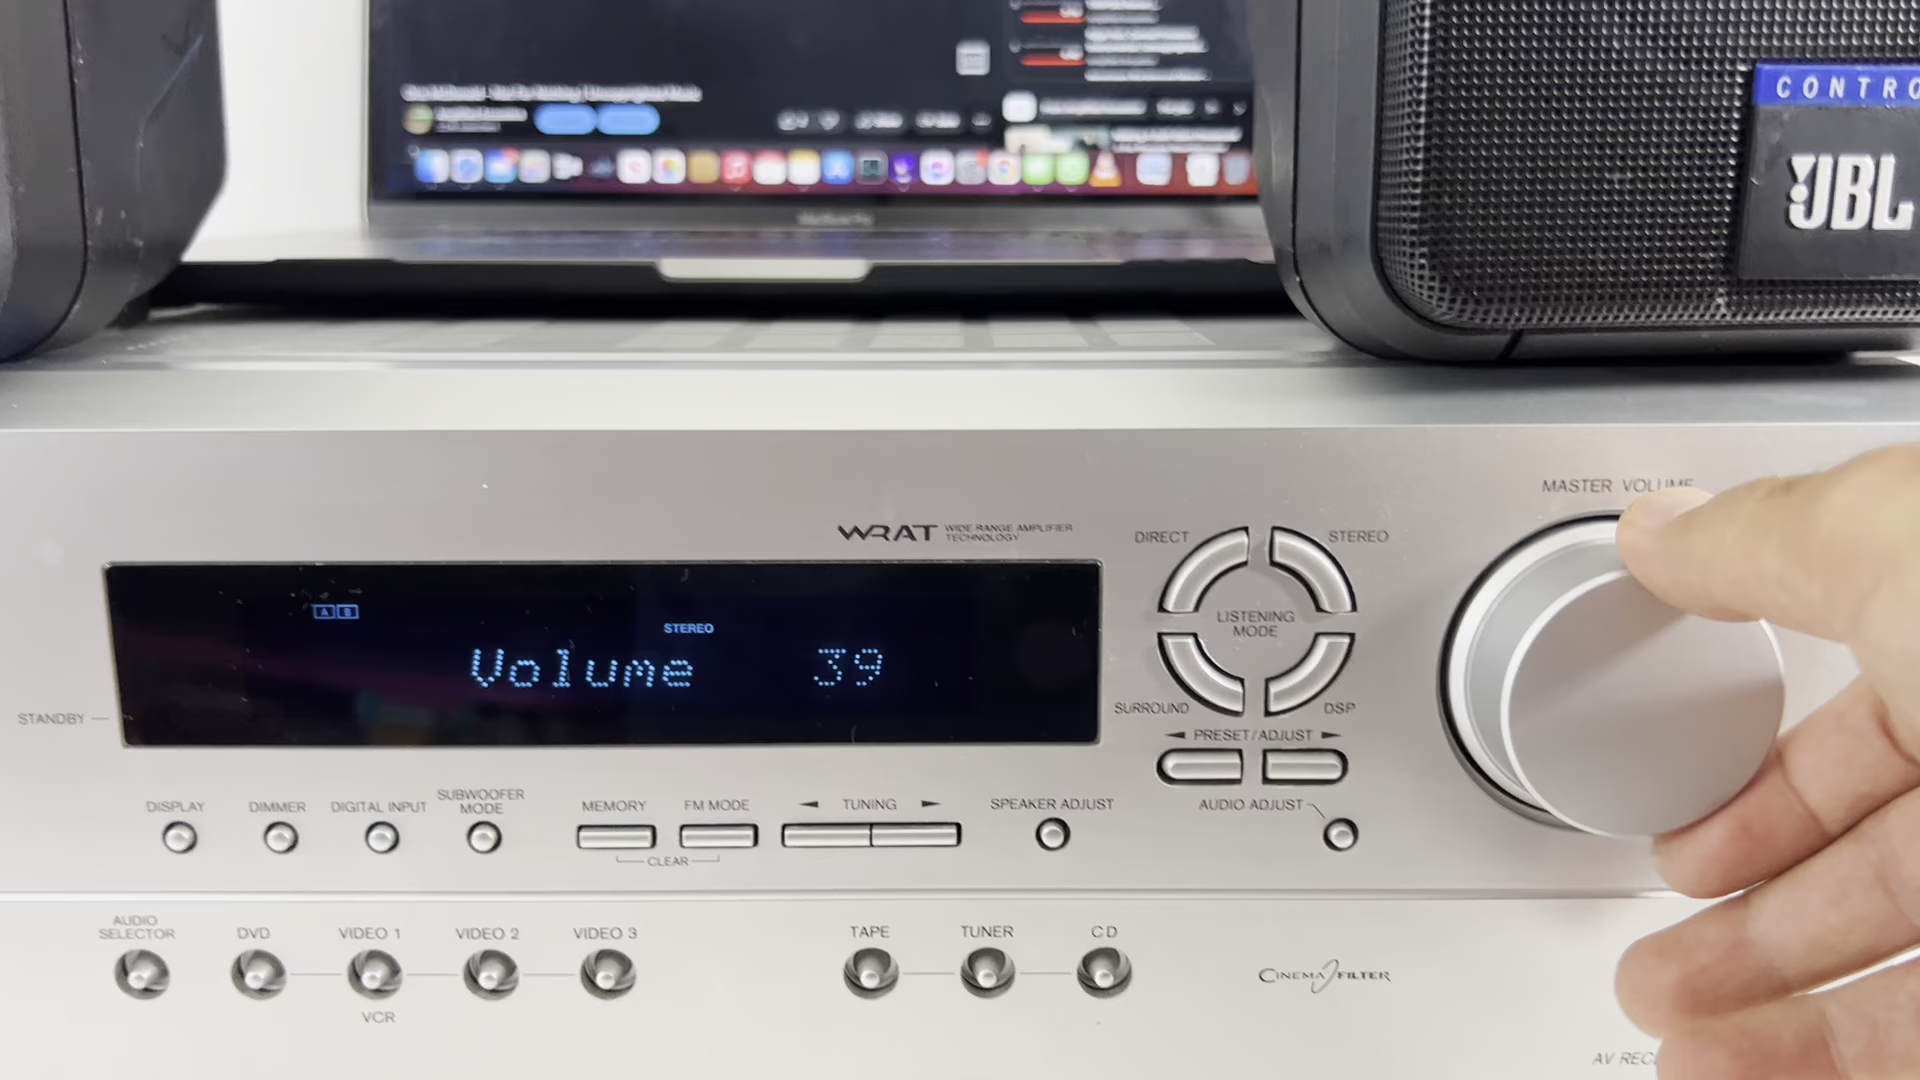 CONTRO
JBL
MASTER VOLUME
WRAT WIDE RANGE AMPLIFIER
TECHNOLOGY
DIRECT
STEREO
LISTENING
MODE
SURROUND
DSP
A B
STEREO
Volume 39
STANDBY
PRESET/ADJUST
DISPLAY
DIMMER
DIGITAL INPUT
SUBWOOFER
MODE
MEMORY
FM MODE
TUNING
SPEAKER ADJUST
AUDIO ADJUST
CLEAR
AUDIO
SELECTOR
DVD
VIDEO 1
VIDEO 2
VIDEO 3
TAPE
TUNER
CD
CINEMA FILTER
VCR
AV REC